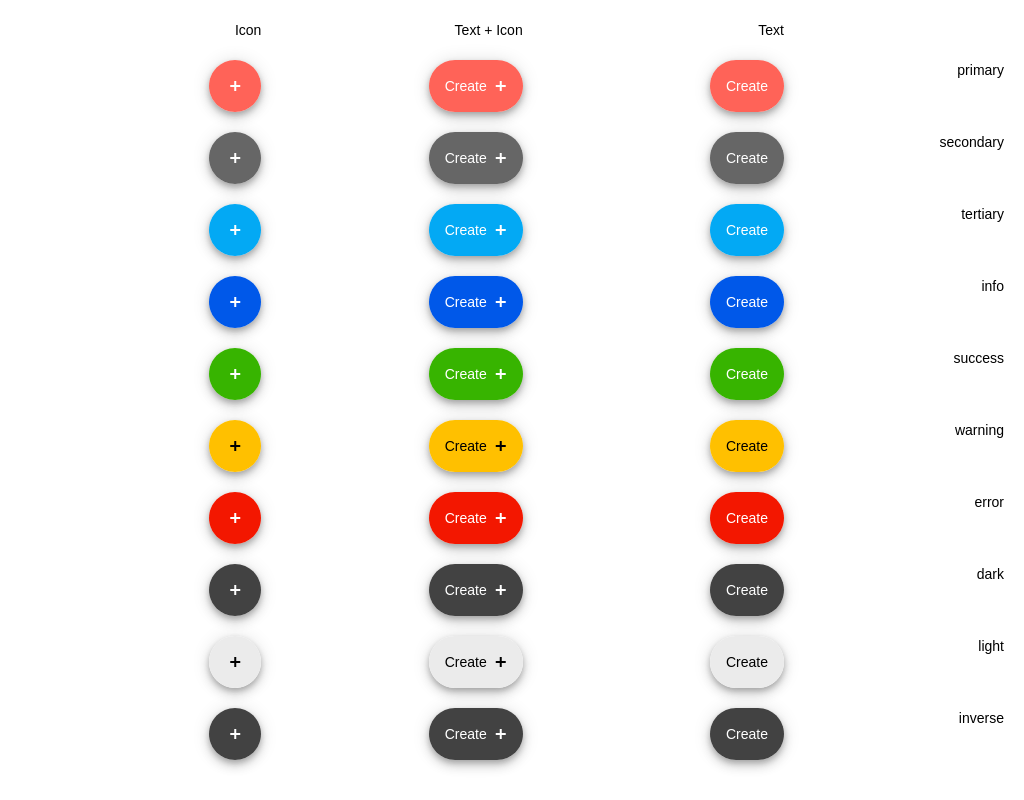 Icon Text + Icon Text
+ Create + Create primary
+ Create + Create secondary
+ Create + Create tertiary
+ Create + Create info
+ Create + Create success
+ Create + Create warning
+ Create + Create error
+ Create + Create dark
+ Create + Create light
+ Create + Create inverse